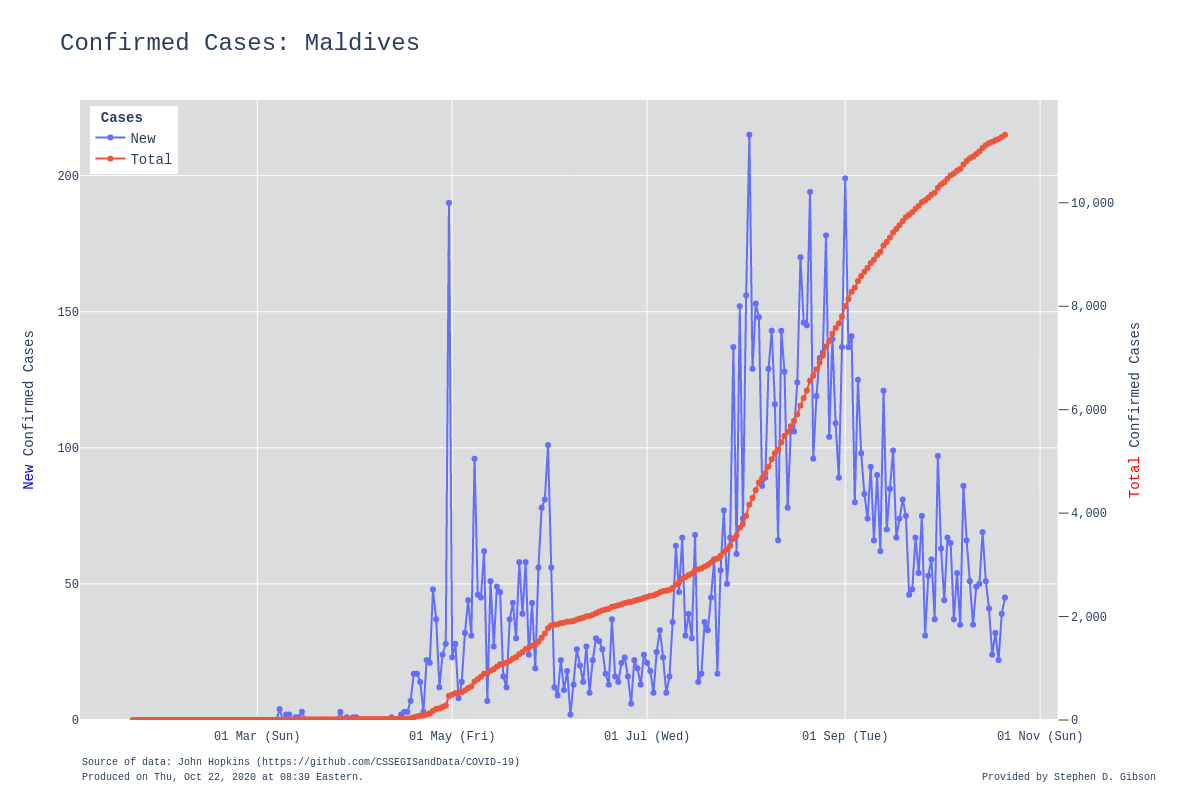 Confirmed Cases: Maldives
Cases
New
Total
200
150
100
50
0
10,000
8,000
6,000
4,000
2,000
0
New Confirmed Cases
Total Confirmed Cases
01 Mar (Sun)
01 May (Fri)
01 Jul (Wed)
01 Sep (Tue)
01 Nov (Sun)
Source of data: John Hopkins (https://github.com/CSSEGISandData/COVID-19)
Produced on Thu, Oct 22, 2020 at 08:39 Eastern.
Provided by Stephen D. Gibson